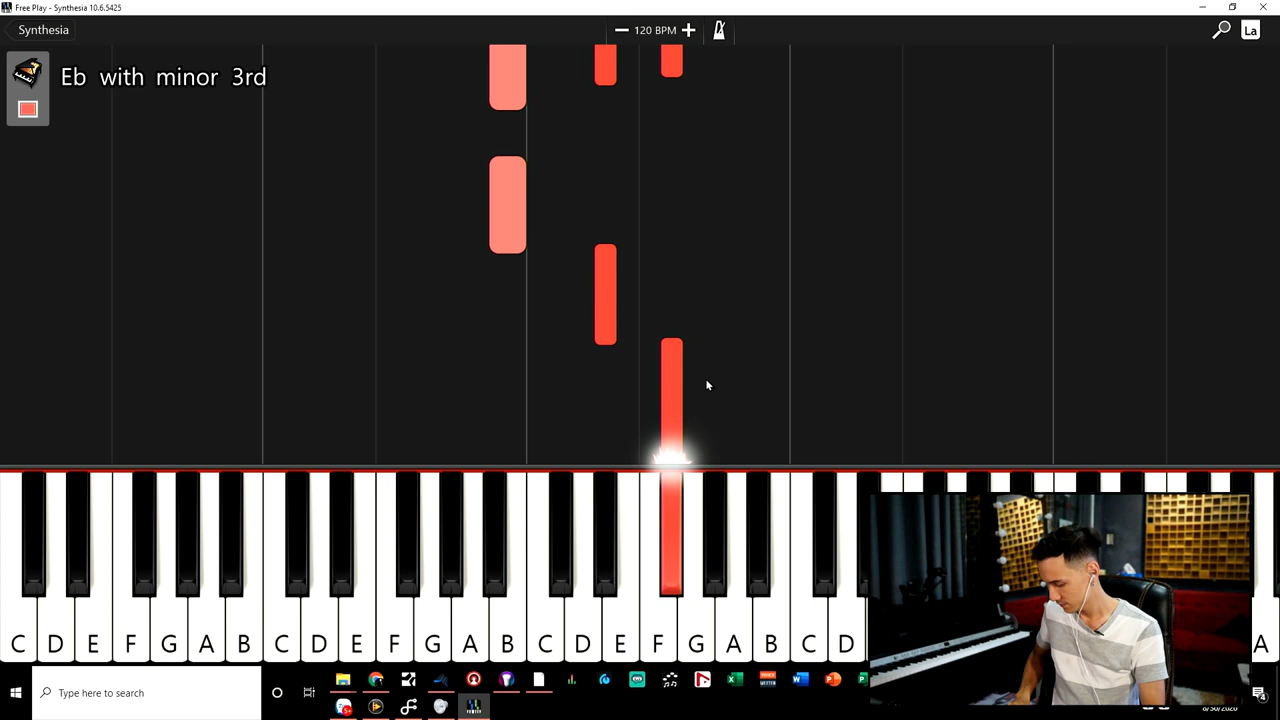 Free Play - Synthesia 10.6.5425
Synthesia
120 BPM
La
Eb with minor 3rd
C D E F G A B C D E F G A B C D E F G A B C D A
Type here to search